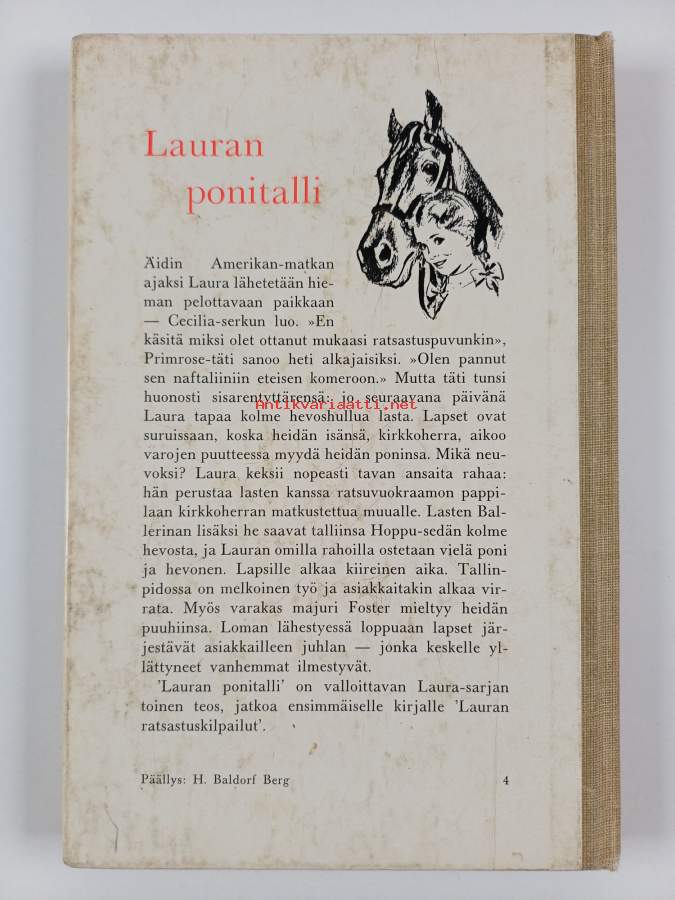 Lauran
ponitalli
Äidin Amerikan-matkan
ajaksi Laura lähetetään hie-
man pelottavaan paikkaan
— Cecilia-serkun luo. »En
käsitä miksi olet ottanut mukaasi ratsastuspuvunkin»,
Primrose-täti sanoo heti alkajaisiksi. »Olen pannut
sen naftaliiniin eteisen komeroon.» Mutta täti tunsi
huonosti sisarentyttärensä: jo seuraavana päivänä
Antikvariaatti.net
Laura tapaa kolme hevoshullua lasta. Lapset ovat
suruissaan, koska heidän isänsä, kirkkoherra, aikoo
varojen puutteessa myydä heidän poninsa. Mikä neu-
voksi? Laura keksii nopeasti tavan ansaita rahaa:
hän perustaa lasten kanssa ratsuvuokraamon pappi-
laan kirkkoherran matkustettua muualle. Lasten Bal-
lerinan lisäksi he saavat talliinsa Hoppu-sedän kolme
hevosta, ja Lauran omilla rahoilla ostetaan vielä poni
ja hevonen. Lapsille alkaa kiireinen aika. Tallin-
pidossa on melkoinen työ ja asiakkaitakin alkaa vir-
rata. Myös varakas majuri Foster mieltyy heidän
puuhiinsa. Loman lähestyessä loppuaan lapset jär-
jestävät asiakkailleen juhlan — jonka keskelle yl-
lättyneet vanhemmat ilmestyvät.
'Lauran ponitalli' on valloittavan Laura-sarjan
toinen teos, jatkoa ensimmäiselle kirjalle 'Lauran
ratsastuskilpailut'.
Päällys: H. Baldorf Berg 4